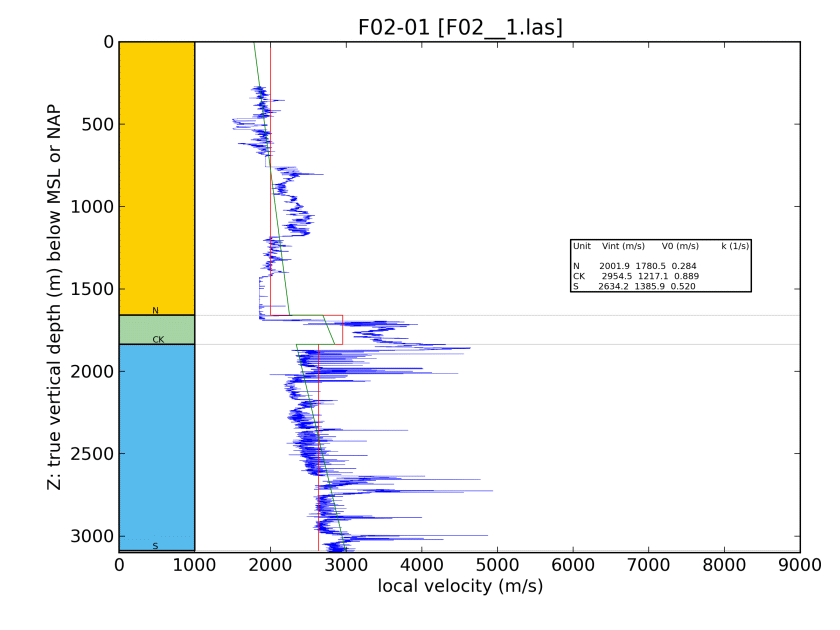 F02-01 [F02__1.las]
0
500
1000
1500
2000
2500
3000
Z: true vertical depth (m) below MSL or NAP
N
CK
S
Unit Vint (m/s) V0 (m/s) k (1/s)
N 2001.9 1780.5 0.284
CK 2954.5 1217.1 0.889
S 2634.2 1385.9 0.520
0 1000 2000 3000 4000 5000 6000 7000 8000 9000
local velocity (m/s)